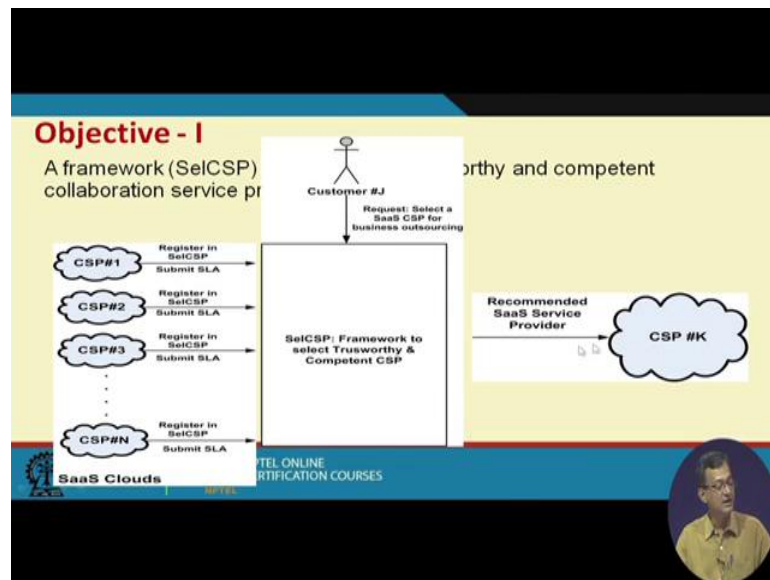 Objective - I
A framework (SelCSP) orthy and competent
collaboration service pr
Customer #J
Request: Select a
SaaS CSP for
business outsourcing
CSP#1
Register in
SelCSP
Submit SLA
CSP#2
Register in
SelCSP
Submit SLA
CSP#3
Register in
SelCSP
Submit SLA
CSP#N
Register in
SelCSP
Submit SLA
SaaS Clouds
SelCSP: Framework to
select Trusworthy &
Competent CSP
Recommended
SaaS Service
Provider
CSP #K
PTEL ONLINE
RTIFICATION COURSES
NPTEL